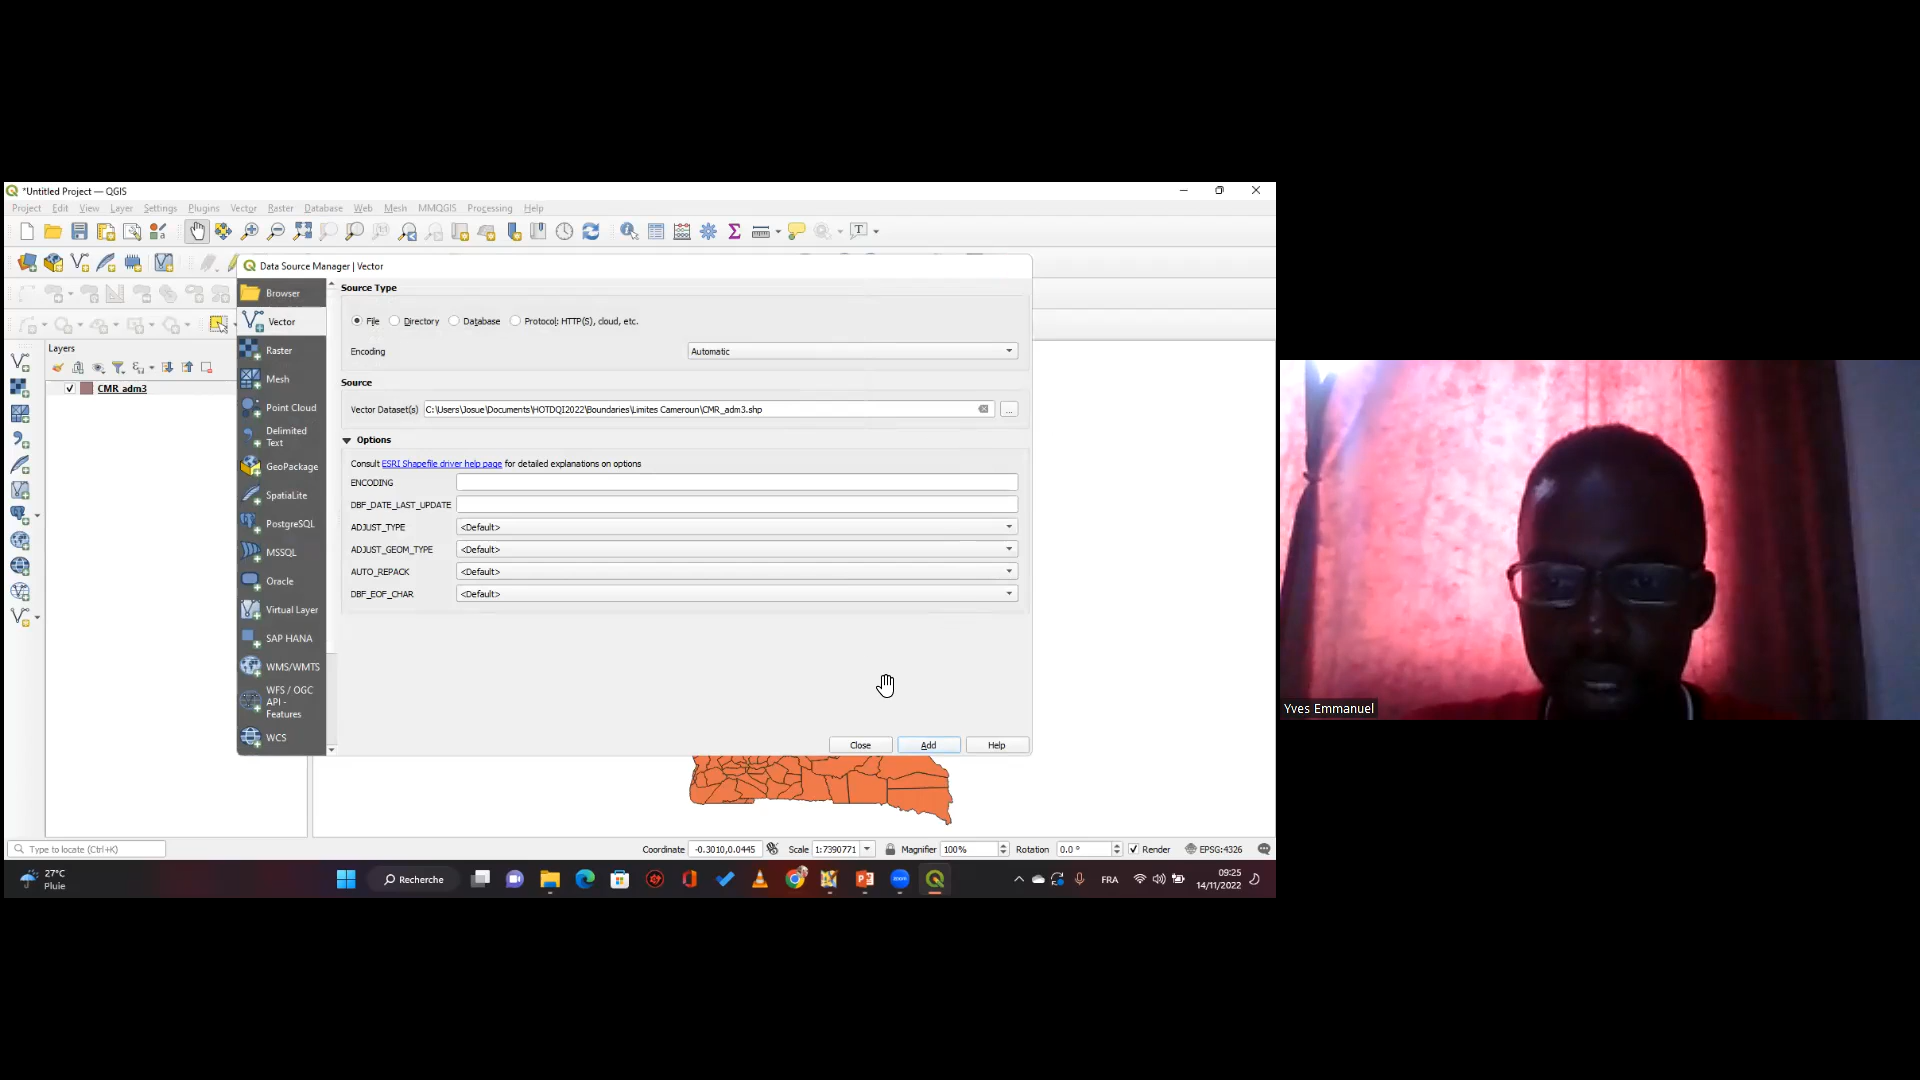 *Untitled Project — QGIS
Project Edit View Layer Settings Plugins Vector Raster Database Web Mesh MMQGIS Processing Help
Data Source Manager | Vector
Browser
Vector
Raster
Mesh
Point Cloud
Delimited
Text
GeoPackage
SpatiaLite
PostgreSQL
MSSQL
Oracle
Virtual Layer
SAP HANA
WMS/WMTS
WFS / OGC
API -
Features
WCS
Source Type
File Directory Database Protocol: HTTP(S), cloud, etc.
Encoding Automatic
Source
Vector Dataset(s) C:\Users\Josue\Documents\HOTDQI2022\Boundaries\Limites Cameroun\CMR_adm3.shp ...
Options
Consult ESRI Shapefile driver help page for detailed explanations on options
ENCODING
DBF_DATE_LAST_UPDATE
ADJUST_TYPE <Default>
ADJUST_GEOM_TYPE <Default>
AUTO_REPACK <Default>
DBF_EOF_CHAR <Default>
Close Add Help
Layers
CMR adm3
Yves Emmanuel
Type to locate (Ctrl+K)
Coordinate -0.3010,0.0445 Scale 1:7390771 Magnifier 100% Rotation 0.0 ° Render EPSG:4326
27°C
Pluie
Recherche
FRA
09:25
14/11/2022